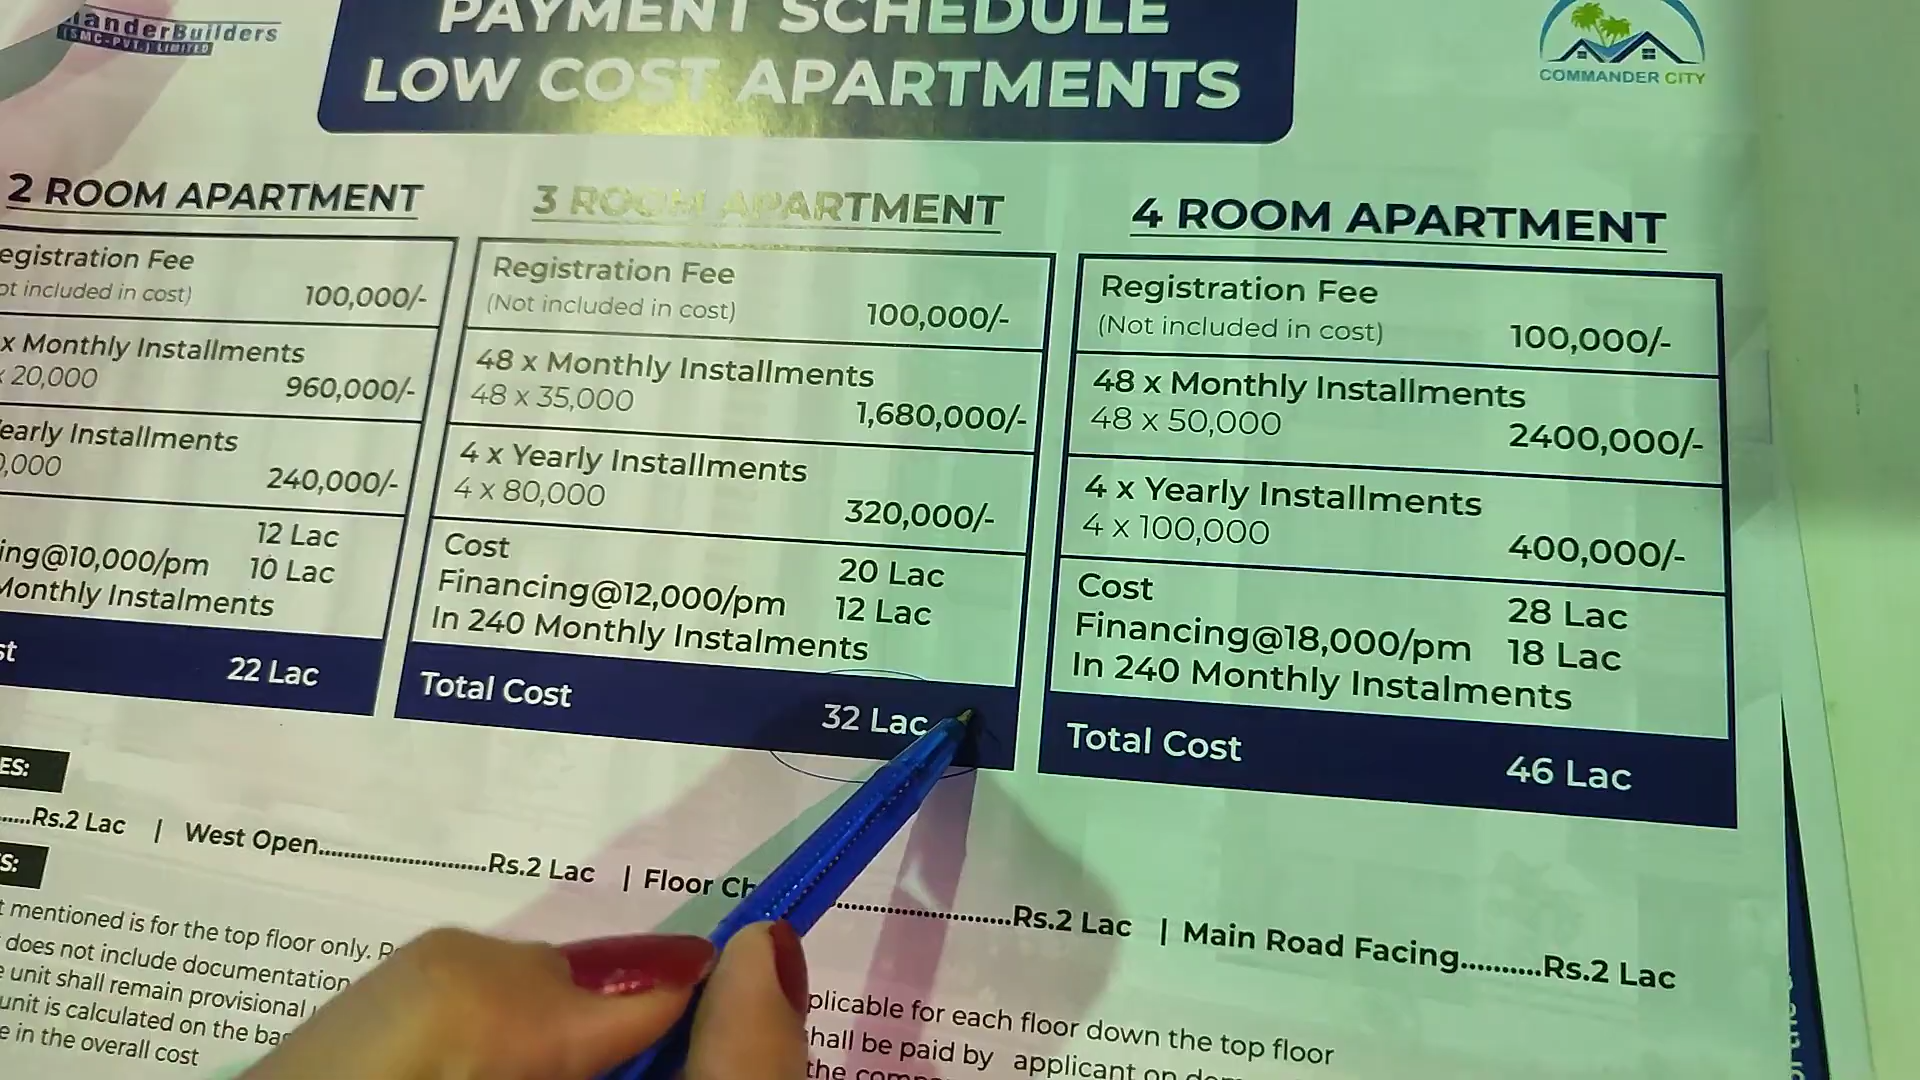 anderBuilders
(SMC-PVT.) LIMITED
PAYMENT SCHEDULE
LOW COST APARTMENTS
COMMANDER CITY
2 ROOM APARTMENT
egistration Fee
ot included in cost)
100,000/-
x Monthly Installments
x 20,000
960,000/-
early Installments
0,000
240,000/-
12 Lac
ing@10,000/pm 10 Lac
Monthly Instalments
st
22 Lac
3 ROOM APARTMENT
Registration Fee
(Not included in cost)
100,000/-
48 x Monthly Installments
48 x 35,000
1,680,000/-
4 x Yearly Installments
4 x 80,000
320,000/-
Cost 20 Lac
Financing@12,000/pm 12 Lac
In 240 Monthly Instalments
Total Cost 32 Lac
4 ROOM APARTMENT
Registration Fee
(Not included in cost)
100,000/-
48 x Monthly Installments
48 x 50,000
2400,000/-
4 x Yearly Installments
4 x 100,000
400,000/-
Cost 28 Lac
Financing@18,000/pm 18 Lac
In 240 Monthly Instalments
Total Cost 46 Lac
ES:
......Rs.2 Lac | West Open..........................Rs.2 Lac | Floor Ch..........................Rs.2 Lac | Main Road Facing..........Rs.2 Lac
S:
t mentioned is for the top floor only. plicable for each floor down the top floor
does not include documentation hall be paid by applicant on
e unit shall remain provisional the
unit is calculated on the
e in the overall cost